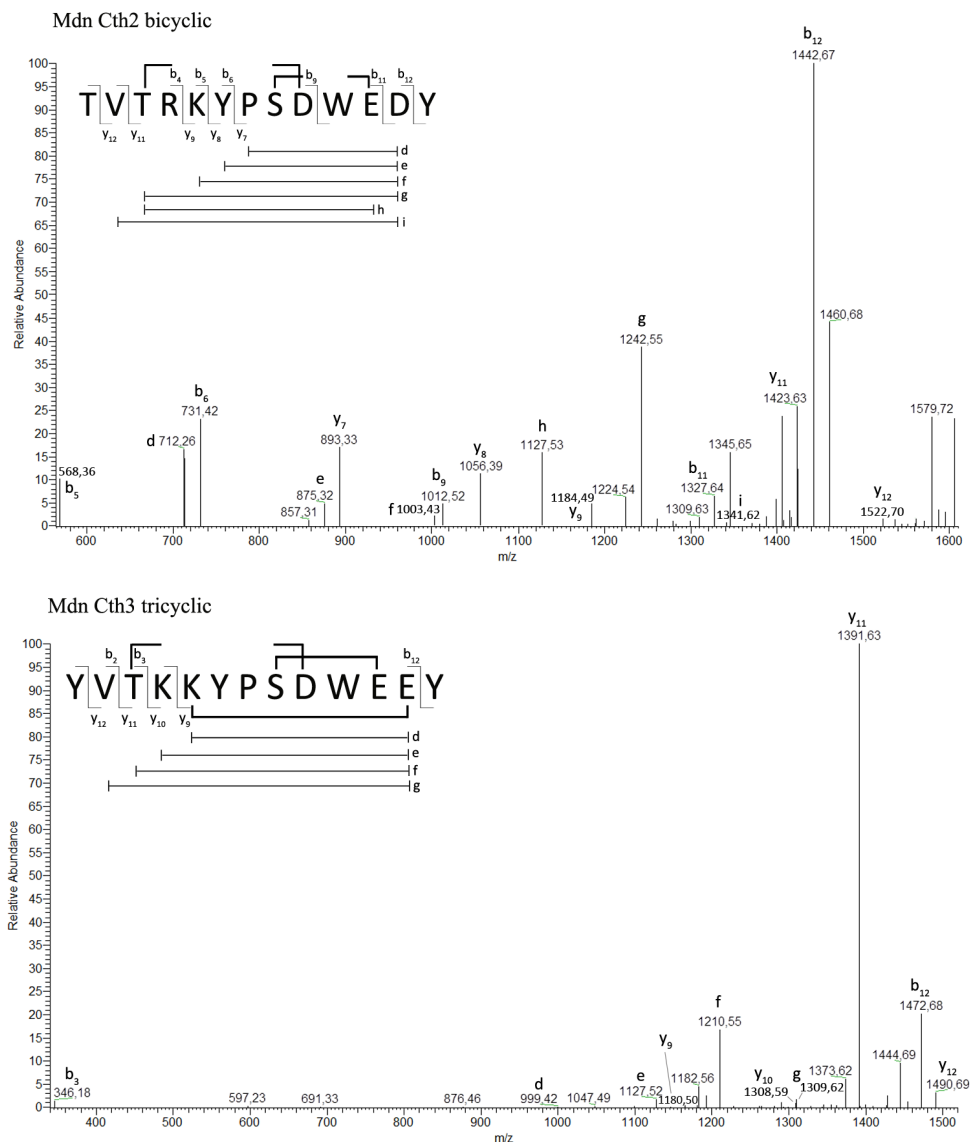 Mdn Cth2 bicyclic
b12
1442,67
b4 b5 b6 b9 b11 b12
TVTRKYPSDWEDY
y12 y11 y9 y8 y7
d
e
f
g
h
i
100
95
90
85
80
75
70
65
60
55
50
45
40
35
30
25
20
15
10
5
0
Relative Abundance
568,36
b5
d 712,26
b6
731,42
857,31
e
875,32
y7
893,33
f 1003,43
b9
1012,52
y8
1056,39
h
1127,53
1184,49
y9
1224,54
g
1242,55
1309,63
b11
1327,64
i
1341,62
1345,65
y11
1423,63
1460,68
y12
1522,70
1579,72
600 700 800 900 1000 1100 1200 1300 1400 1500 1600
m/z
Mdn Cth3 tricyclic
y11
1391,63
b2 b3 b12
YVTKKYPSDWEEY
y12 y11 y10 y9
d
e
f
g
100
95
90
85
80
75
70
65
60
55
50
45
40
35
30
25
20
15
10
5
0
Relative Abundance
b3
346,18
597,23
691,33
876,46
d
999,42
1047,49
e
1127,52
y9
1180,50
1182,56
f
1210,55
y10
1308,59
g
1309,62
1373,62
1444,69
b12
1472,68
y12
1490,69
400 500 600 700 800 900 1000 1100 1200 1300 1400 1500
m/z